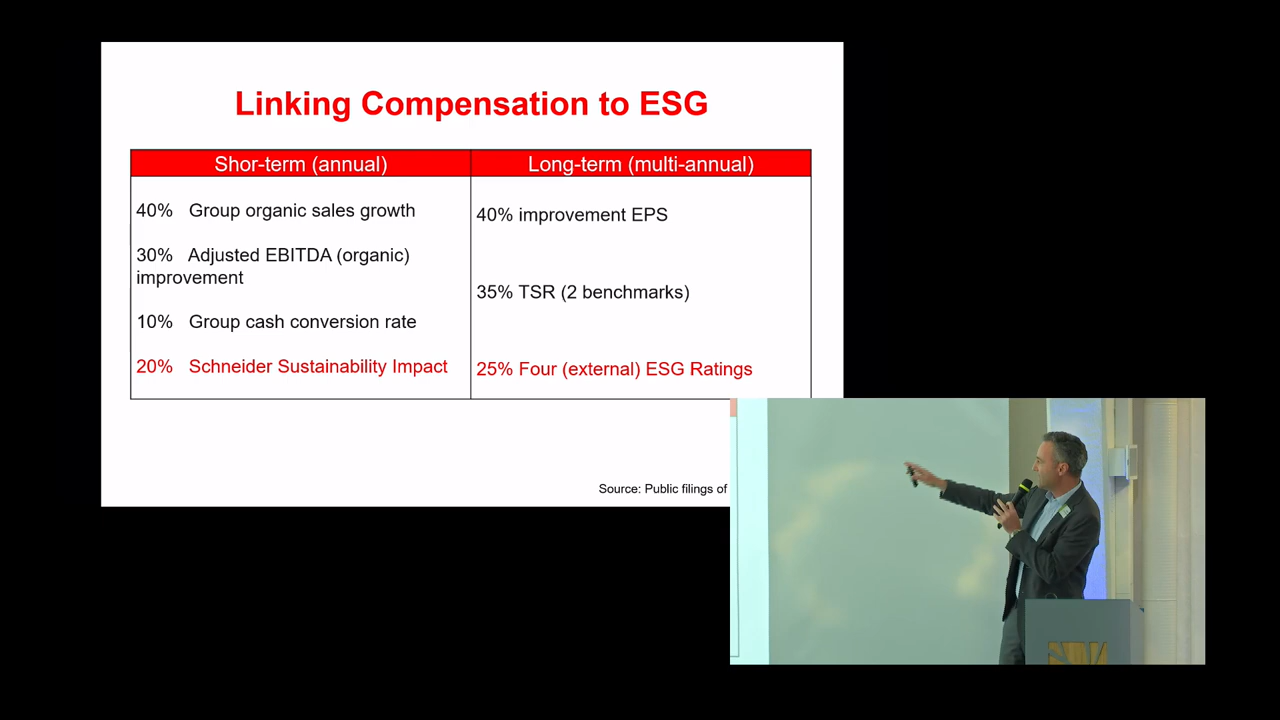 Linking Compensation to ESG
Shor-term (annual)
Long-term (multi-annual)
40% Group organic sales growth
30% Adjusted EBITDA (organic)
improvement
10% Group cash conversion rate
20% Schneider Sustainability Impact
40% improvement EPS
35% TSR (2 benchmarks)
25% Four (external) ESG Ratings
Source: Public filings of